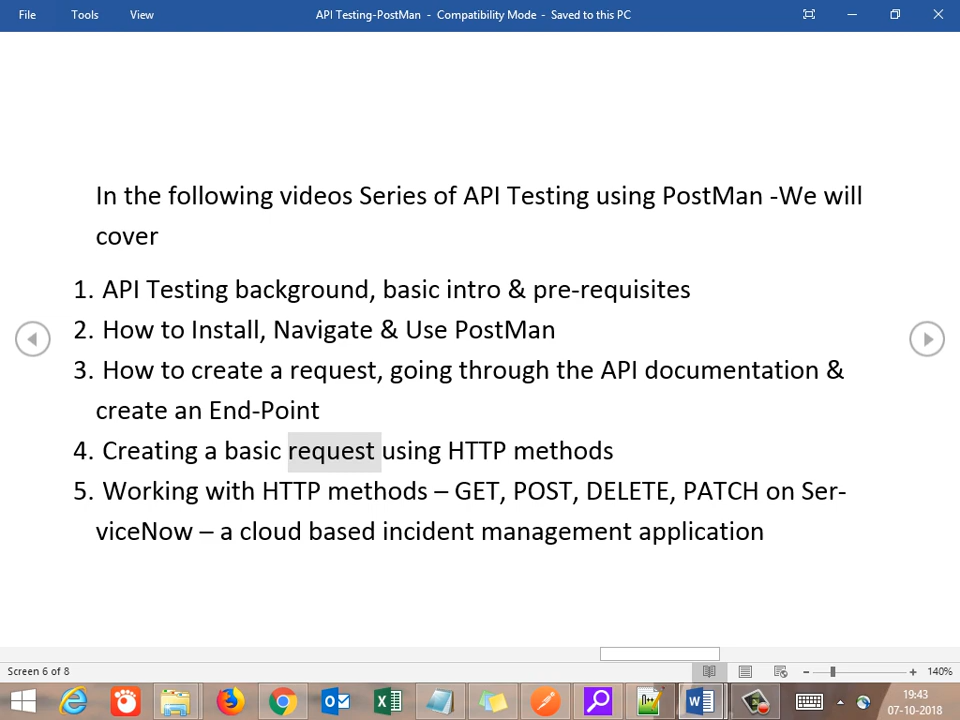 File Tools View API Testing-PostMan - Compatibility Mode - Saved to this PC
In the following videos Series of API Testing using PostMan -We will
cover
1. API Testing background, basic intro & pre-requisites
2. How to Install, Navigate & Use PostMan
3. How to create a request, going through the API documentation &
create an End-Point
4. Creating a basic request using HTTP methods
5. Working with HTTP methods – GET, POST, DELETE, PATCH on Ser-
viceNow – a cloud based incident management application
Screen 6 of 8 140%
19:43
07-10-2018